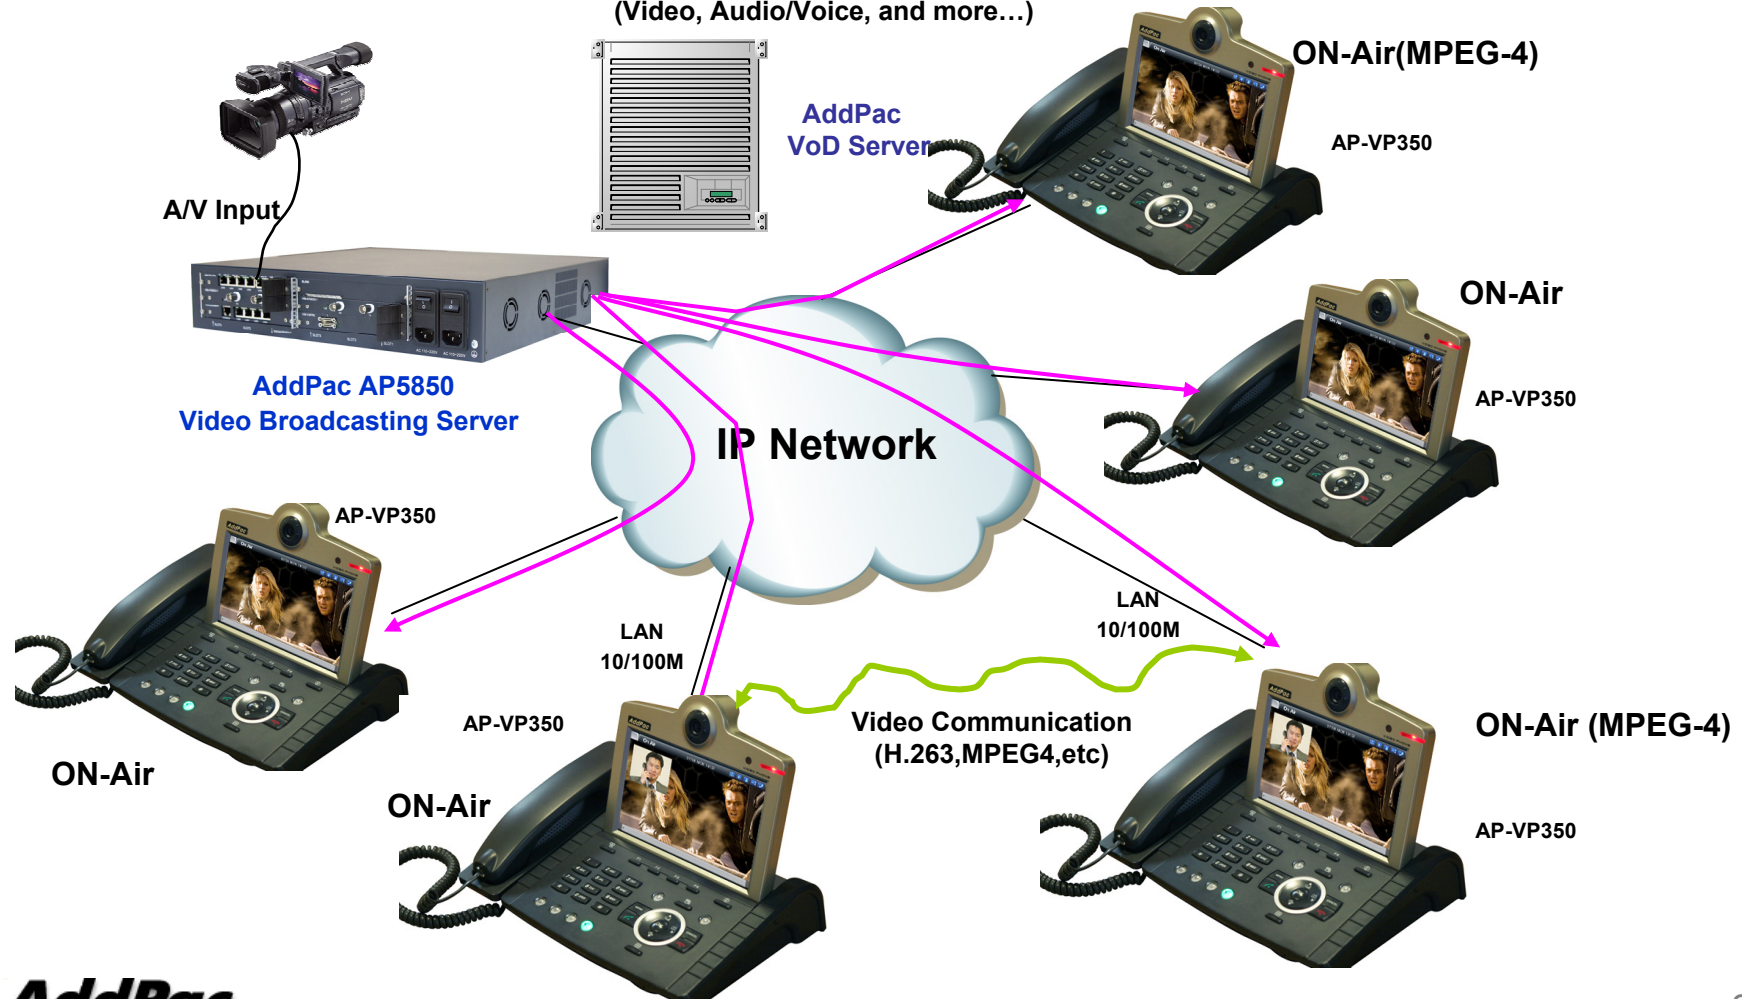 (Video, Audio/Voice, and more…)
ON-Air(MPEG-4)
AddPac
VoD Server
AP-VP350
A/V Input
ON-Air
AddPac AP5850
Video Broadcasting Server
AP-VP350
IP Network
AP-VP350
LAN
10/100M
LAN
10/100M
AP-VP350
Video Communication
(H.263,MPEG4,etc)
ON-Air (MPEG-4)
ON-Air
ON-Air
AP-VP350
AddPac